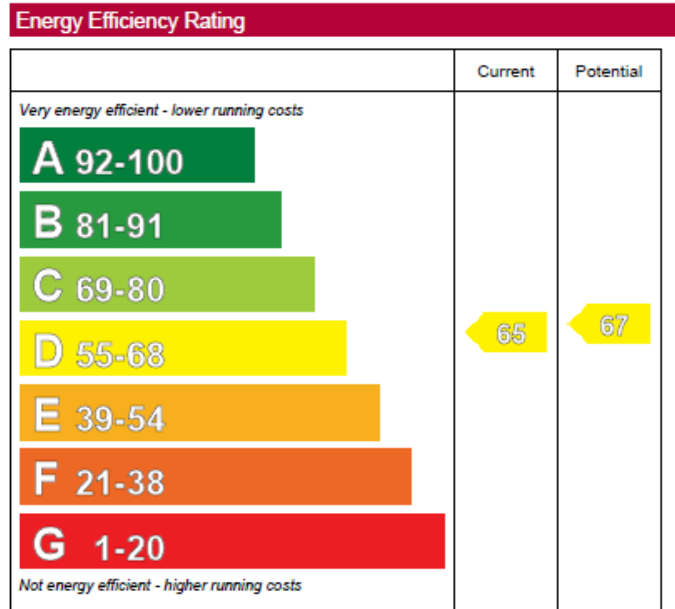 Energy Efficiency Rating
Current Potential
Very energy efficient - lower running costs
A 92-100
B 81-91
C 69-80
D 55-68 65 67
E 39-54
F 21-38
G 1-20
Not energy efficient - higher running costs